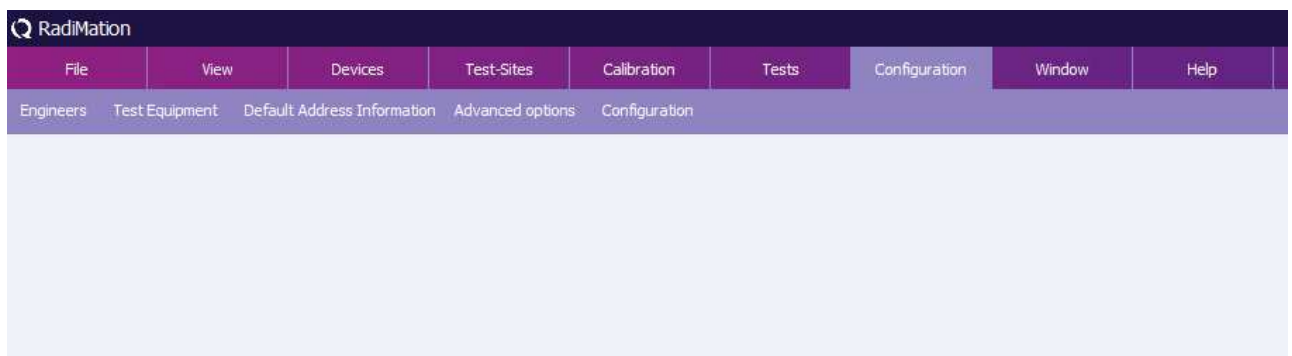 RadiMation
File View Devices Test-Sites Calibration Tests Configuration Window Help
Engineers Test Equipment Default Address Information Advanced options Configuration